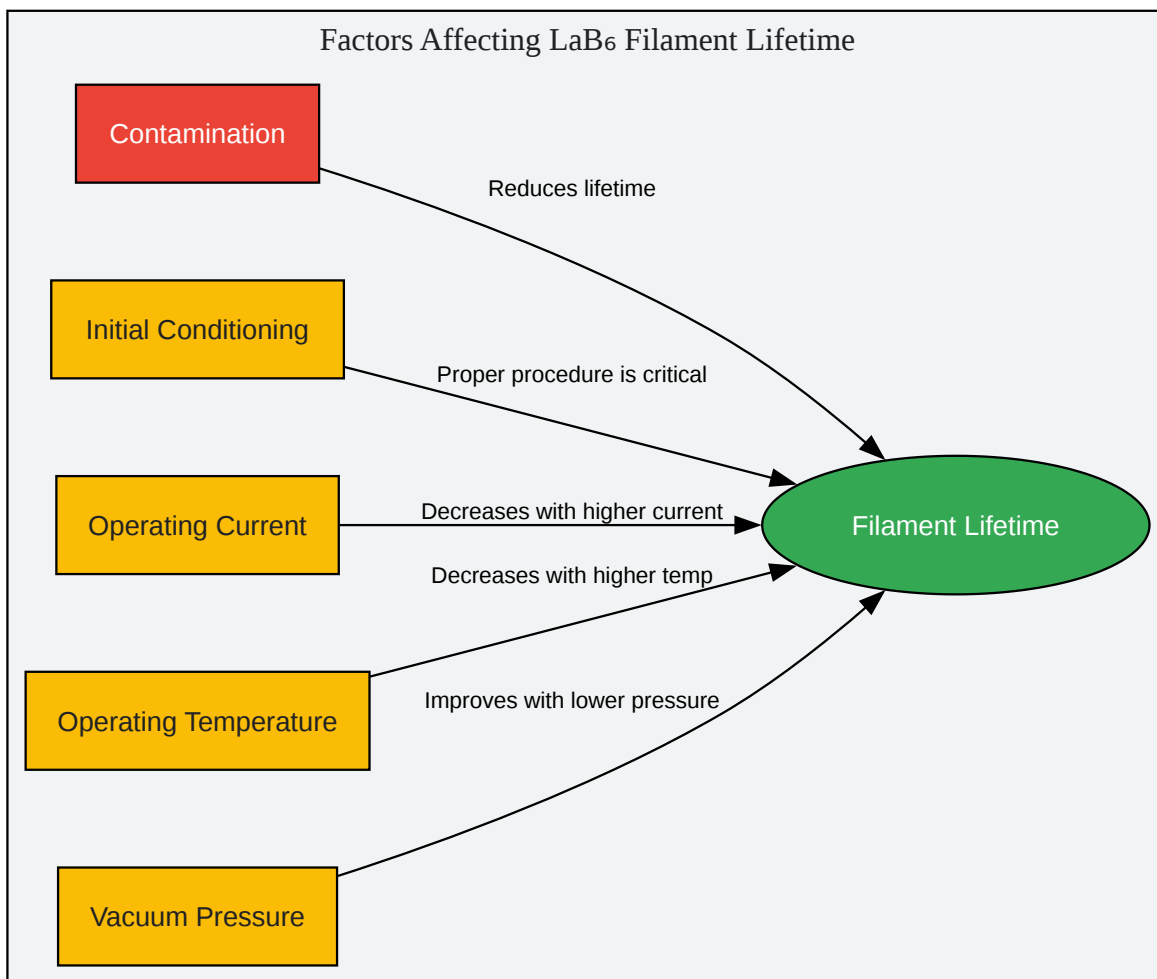 Factors Affecting LaB₆ Filament Lifetime
Contamination
Reduces lifetime
Initial Conditioning
Proper procedure is critical
Operating Current
Decreases with higher current
Filament Lifetime
Decreases with higher temp
Operating Temperature
Improves with lower pressure
Vacuum Pressure